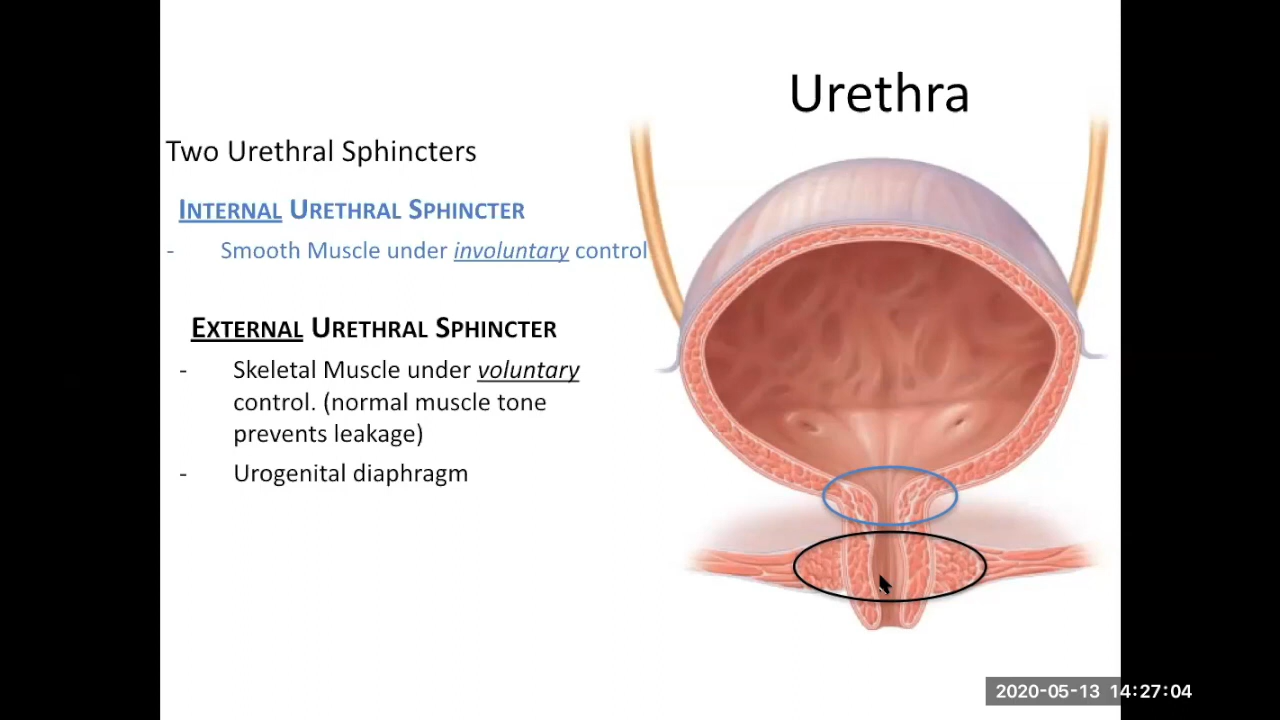 Urethra
Two Urethral Sphincters
INTERNAL URETHRAL SPHINCTER
- Smooth Muscle under involuntary control
EXTERNAL URETHRAL SPHINCTER
- Skeletal Muscle under voluntary
control. (normal muscle tone
prevents leakage)
- Urogenital diaphragm
2020-05-13 14:27:04